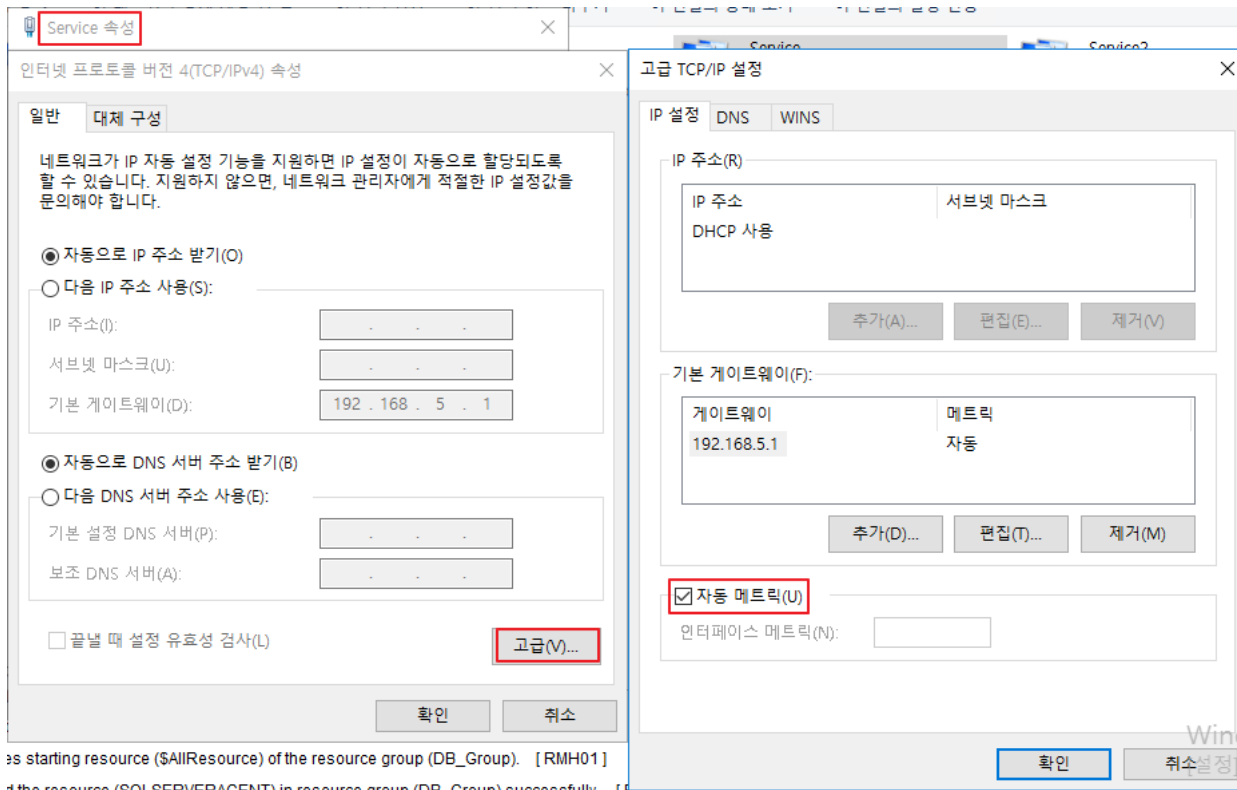 Service 속성
인터넷 프로토콜 버전 4(TCP/IPv4) 속성
일반
대체 구성
네트워크가 IP 자동 설정 기능을 지원하면 IP 설정이 자동으로 할당되도록
할 수 있습니다. 지원하지 않으면, 네트워크 관리자에게 적절한 IP 설정값을
문의해야 합니다.
자동으로 IP 주소 받기(O)
다음 IP 주소 사용(S):
IP 주소(I):
서브넷 마스크(U):
기본 게이트웨이(D):
192 . 168 . 5 . 1
자동으로 DNS 서버 주소 받기(B)
다음 DNS 서버 주소 사용(E):
기본 설정 DNS 서버(P):
보조 DNS 서버(A):
끝낼 때 설정 유효성 검사(L)
고급(V)...
확인
취소
es starting resource ($AllResource) of the resource group (DB_Group). [ RMH01 ]
the resource (SQLSERVERAGENT) in resource group (DB_Group) successfully. [
Service
Service2
고급 TCP/IP 설정
IP 설정
DNS
WINS
IP 주소(R)
IP 주소 서브넷 마스크
DHCP 사용
추가(A)...
편집(E)...
제거(V)
기본 게이트웨이(F):
게이트웨이 메트릭
192.168.5.1 자동
추가(D)...
편집(T)...
제거(M)
자동 메트릭(U)
인터페이스 메트릭(N):
확인
취소
Win
설정